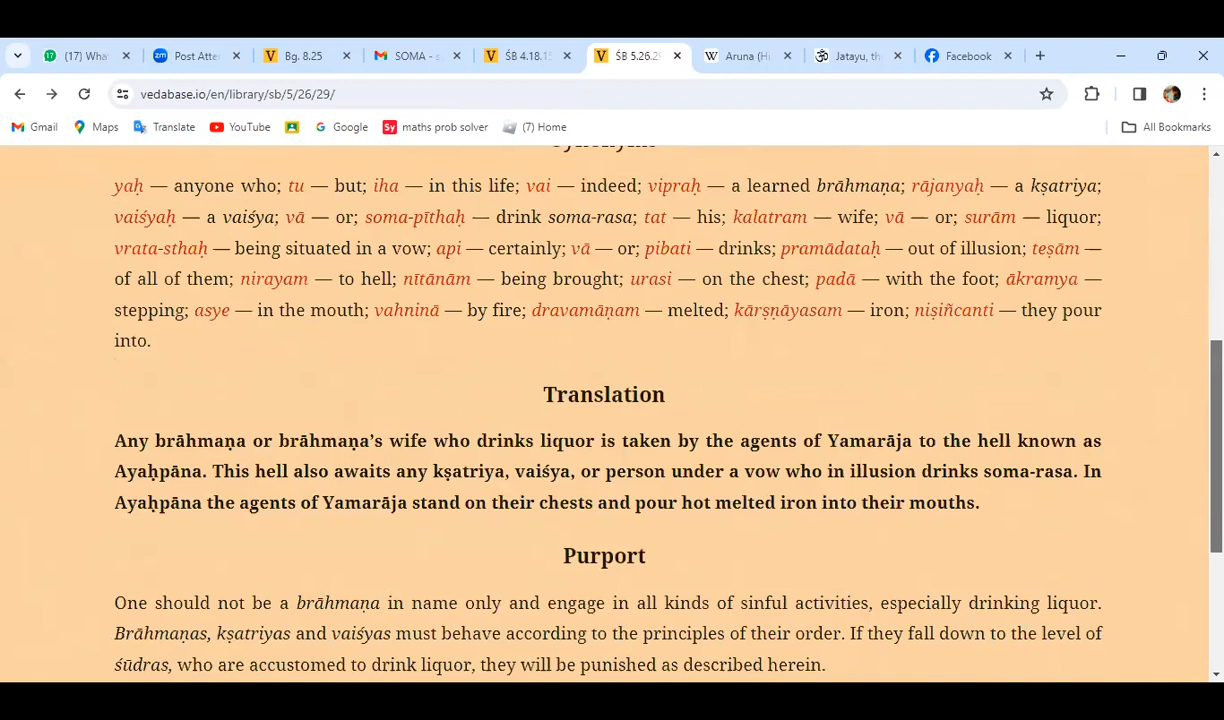 (17) Wha
Post Atte
Bg. 8.25
SOMA - s
ŚB 4.18.15
ŚB 5.26.29
Aruna (Hi
Jatayu, th
Facebook
vedabase.io/en/library/sb/5/26/29/
Gmail
Maps
Translate
YouTube
Google
Sy maths prob solver
(7) Home
All Bookmarks
Synonyms
yaḥ — anyone who; tu — but; iha — in this life; vai — indeed; vipraḥ — a learned brāhmaṇa; rājanyaḥ — a kṣatriya;
vaiśyaḥ — a vaiśya; vā — or; soma-pīthaḥ — drink soma-rasa; tat — his; kalatram — wife; vā — or; surām — liquor;
vrata-sthaḥ — being situated in a vow; api — certainly; vā — or; pibati — drinks; pramādataḥ — out of illusion; teṣām —
of all of them; nirayam — to hell; nītānām — being brought; urasi — on the chest; padā — with the foot; ākramya —
stepping; asye — in the mouth; vahninā — by fire; dravamāṇam — melted; kārṣṇāyasam — iron; niṣiñcanti — they pour
into.
Translation
Any brāhmaṇa or brāhmaṇa’s wife who drinks liquor is taken by the agents of Yamarāja to the hell known as
Ayaḥpāna. This hell also awaits any kṣatriya, vaiśya, or person under a vow who in illusion drinks soma-rasa. In
Ayaḥpāna the agents of Yamarāja stand on their chests and pour hot melted iron into their mouths.
Purport
One should not be a brāhmaṇa in name only and engage in all kinds of sinful activities, especially drinking liquor.
Brāhmaṇas, kṣatriyas and vaiśyas must behave according to the principles of their order. If they fall down to the level of
śūdras, who are accustomed to drink liquor, they will be punished as described herein.